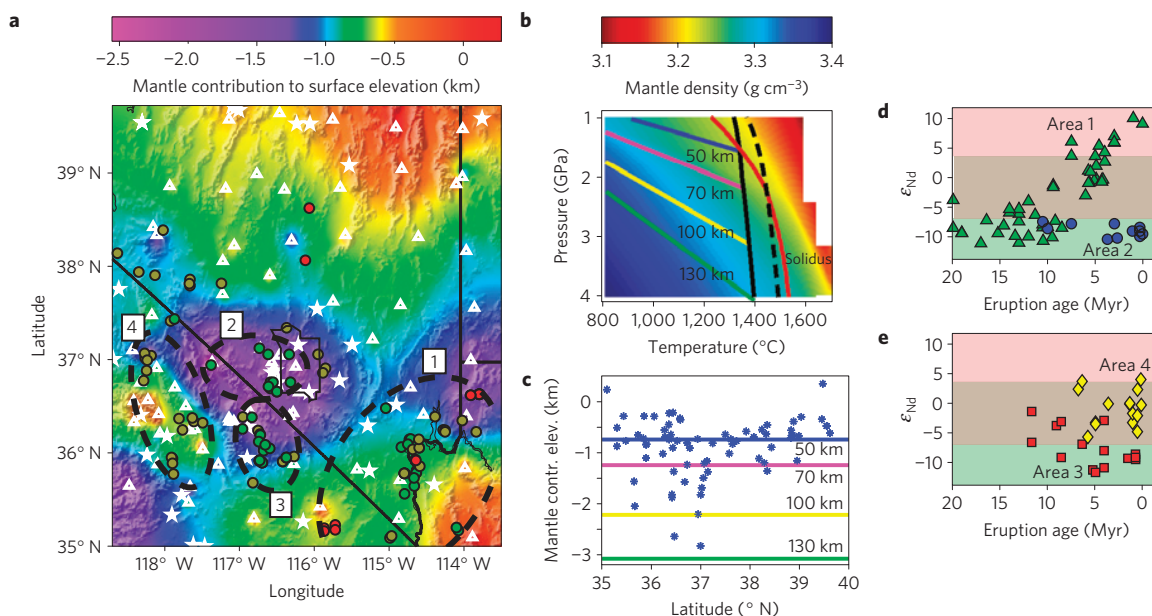 a
−2.5 −2.0 −1.5 −1.0 −0.5 0
Mantle contribution to surface elevation (km)
39° N
38° N
37° N
36° N
35° N
Latitude
118° W 117° W 116° W 115° W 114° W
Longitude
1
2
3
4
b
3.1 3.2 3.3 3.4
Mantle density (g cm−3)
1
2
3
4
Pressure (GPa)
50 km
70 km
100 km
130 km
Solidus
800 1,000 1,200 1,400 1,600
Temperature (°C)
c
0
−1
−2
−3
Mantle contr. elev. (km)
50 km
70 km
100 km
130 km
35 36 37 38 39 40
Latitude (° N)
d
10
5
0
−5
−10
εNd
Area 1
Area 2
20 15 10 5 0
Eruption age (Myr)
e
10
5
0
−5
−10
εNd
Area 4
Area 3
20 15 10 5 0
Eruption age (Myr)